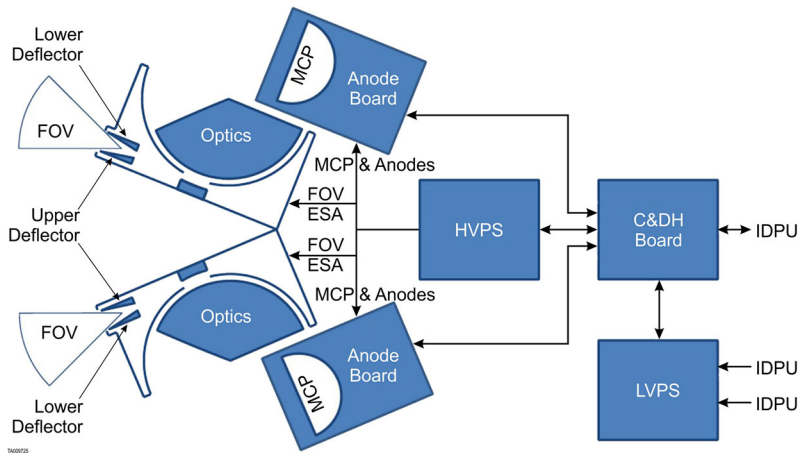 Lower
Deflector
FOV
Optics
MCP
Anode
Board
MCP & Anodes
FOV
ESA
Upper
Deflector
HVPS
C&DH
Board
IDPU
FOV
ESA
MCP & Anodes
FOV
Optics
MCP
Anode
Board
LVPS
IDPU
IDPU
Lower
Deflector
TA009725